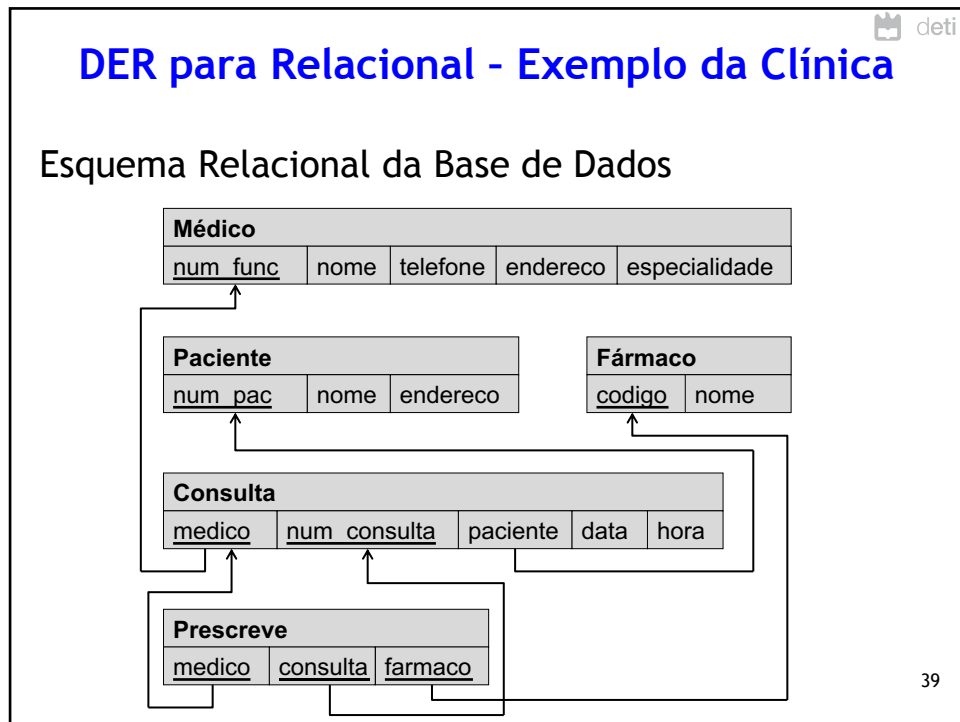 deti
DER para Relacional – Exemplo da Clínica
Esquema Relacional da Base de Dados
Médico
num_func nome telefone endereco especialidade
Paciente
num_pac nome endereco
Fármaco
codigo nome
Consulta
medico num_consulta paciente data hora
Prescreve
medico consulta farmaco
39